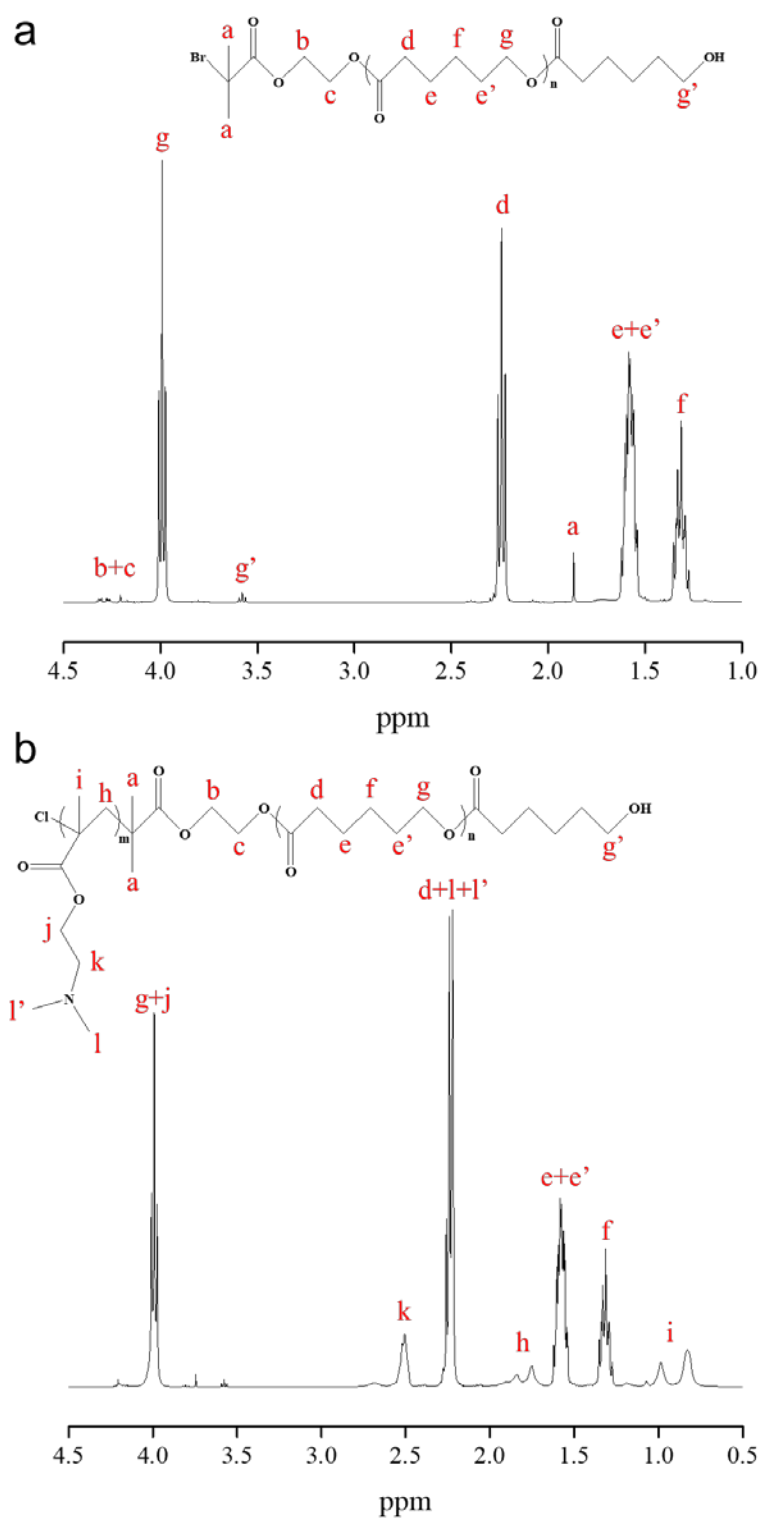 a
a
b
d
f
g
O
O
O
Br
O
c
e
e’
O
n
OH
g’
a
O
g
d
e+e’
f
a
b+c
g’
4.5 4.0 3.5 3.0 2.5 2.0 1.5 1.0
ppm
b
i
h
a
O
b
d
f
g
O
Cl
m
O
O
n
OH
O
c
e
e’
O
g’
O
a
O
O
d+l+l’
j
k
l’
N
l
g+j
e+e’
f
k
h
i
4.5 4.0 3.5 3.0 2.5 2.0 1.5 1.0 0.5
ppm